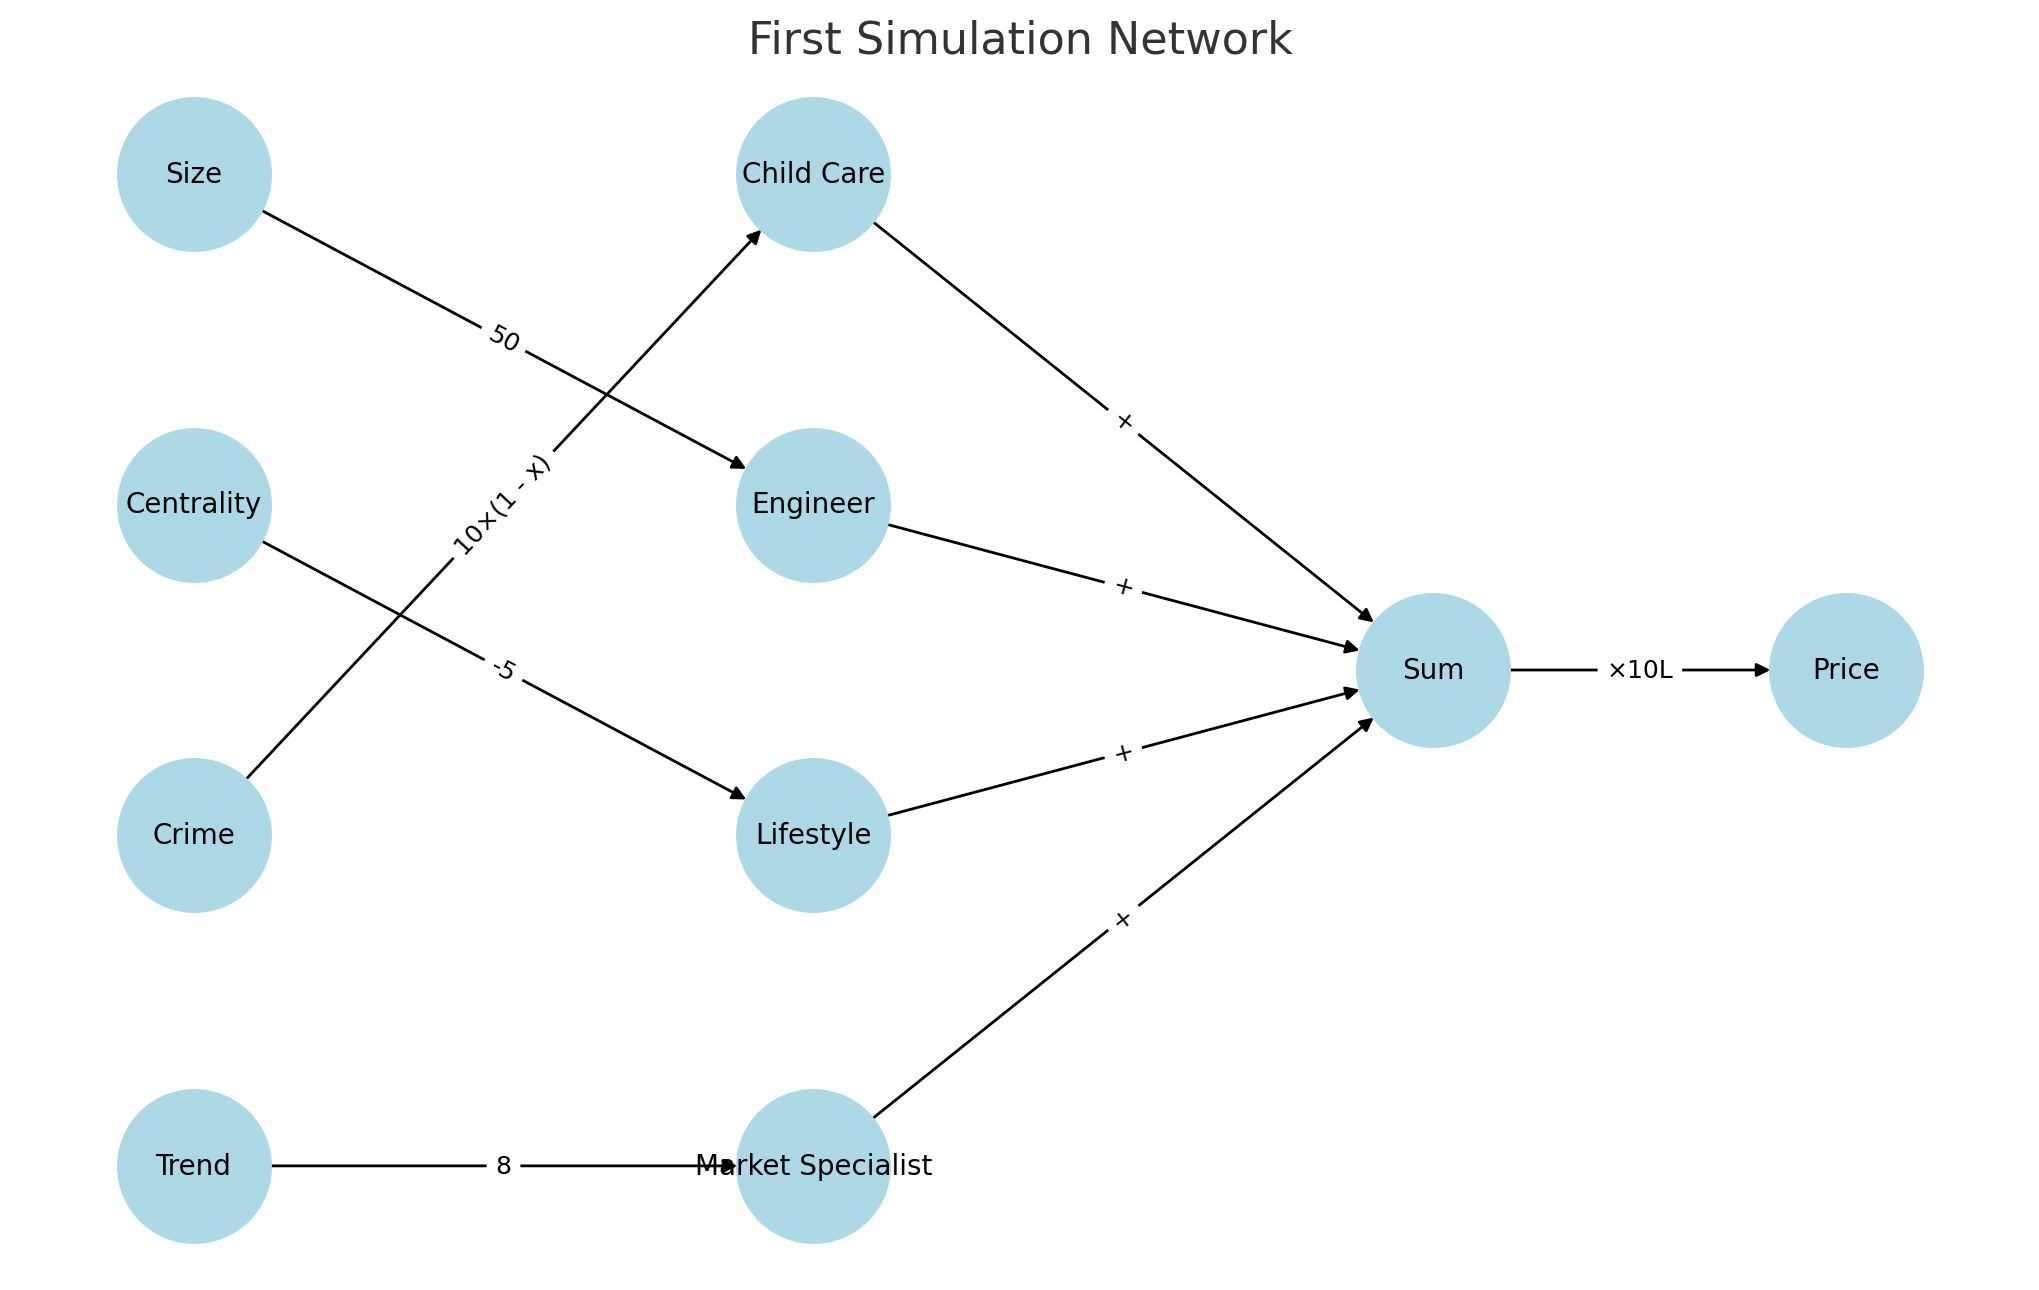 First Simulation Network
Size
Child Care
50
+
10×(1 - x)
Centrality
Engineer
+
-5
Sum
×10L
Price
+
Crime
Lifestyle
+
Trend
8
Market Specialist